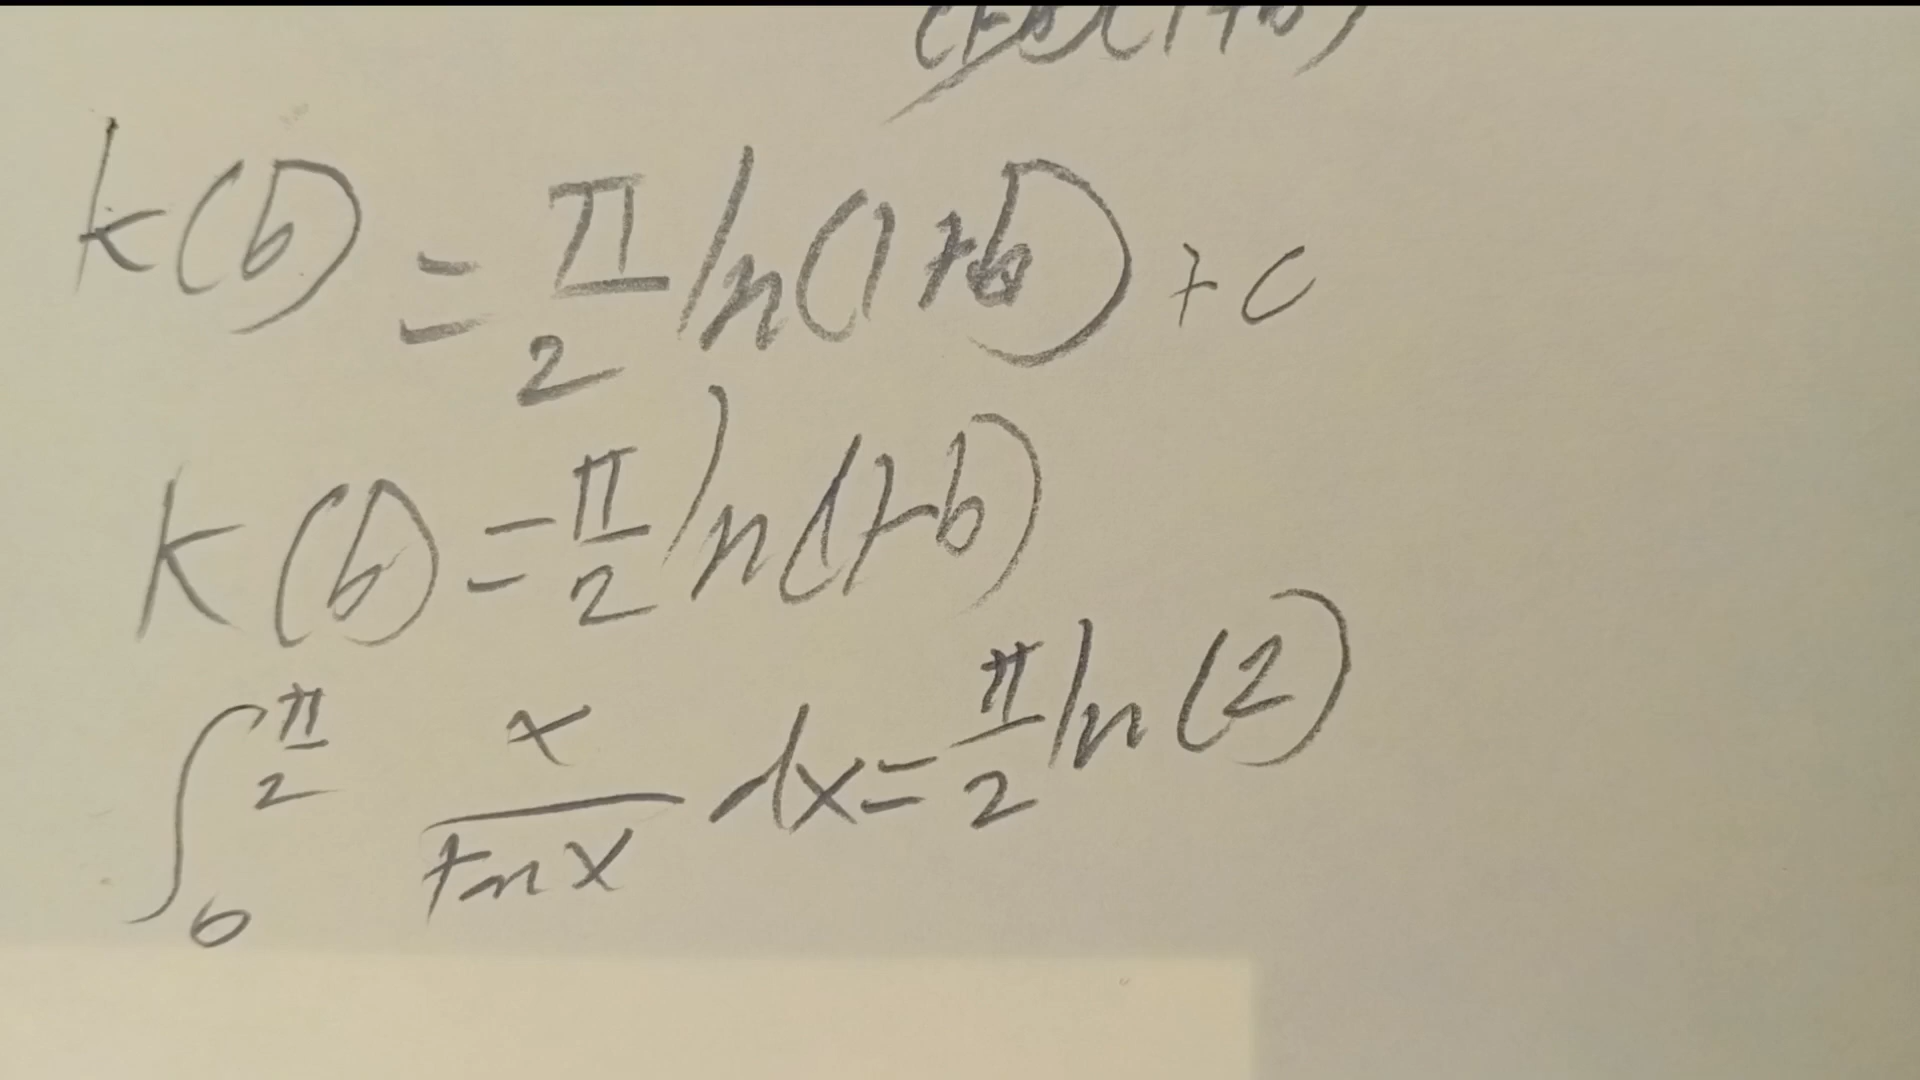 k(b) = π/2 ln(1+b) + c
K(b) = π/2 ln(1+b)
∫₀^(π/2) x/(tan x) dx = π/2 ln(2)